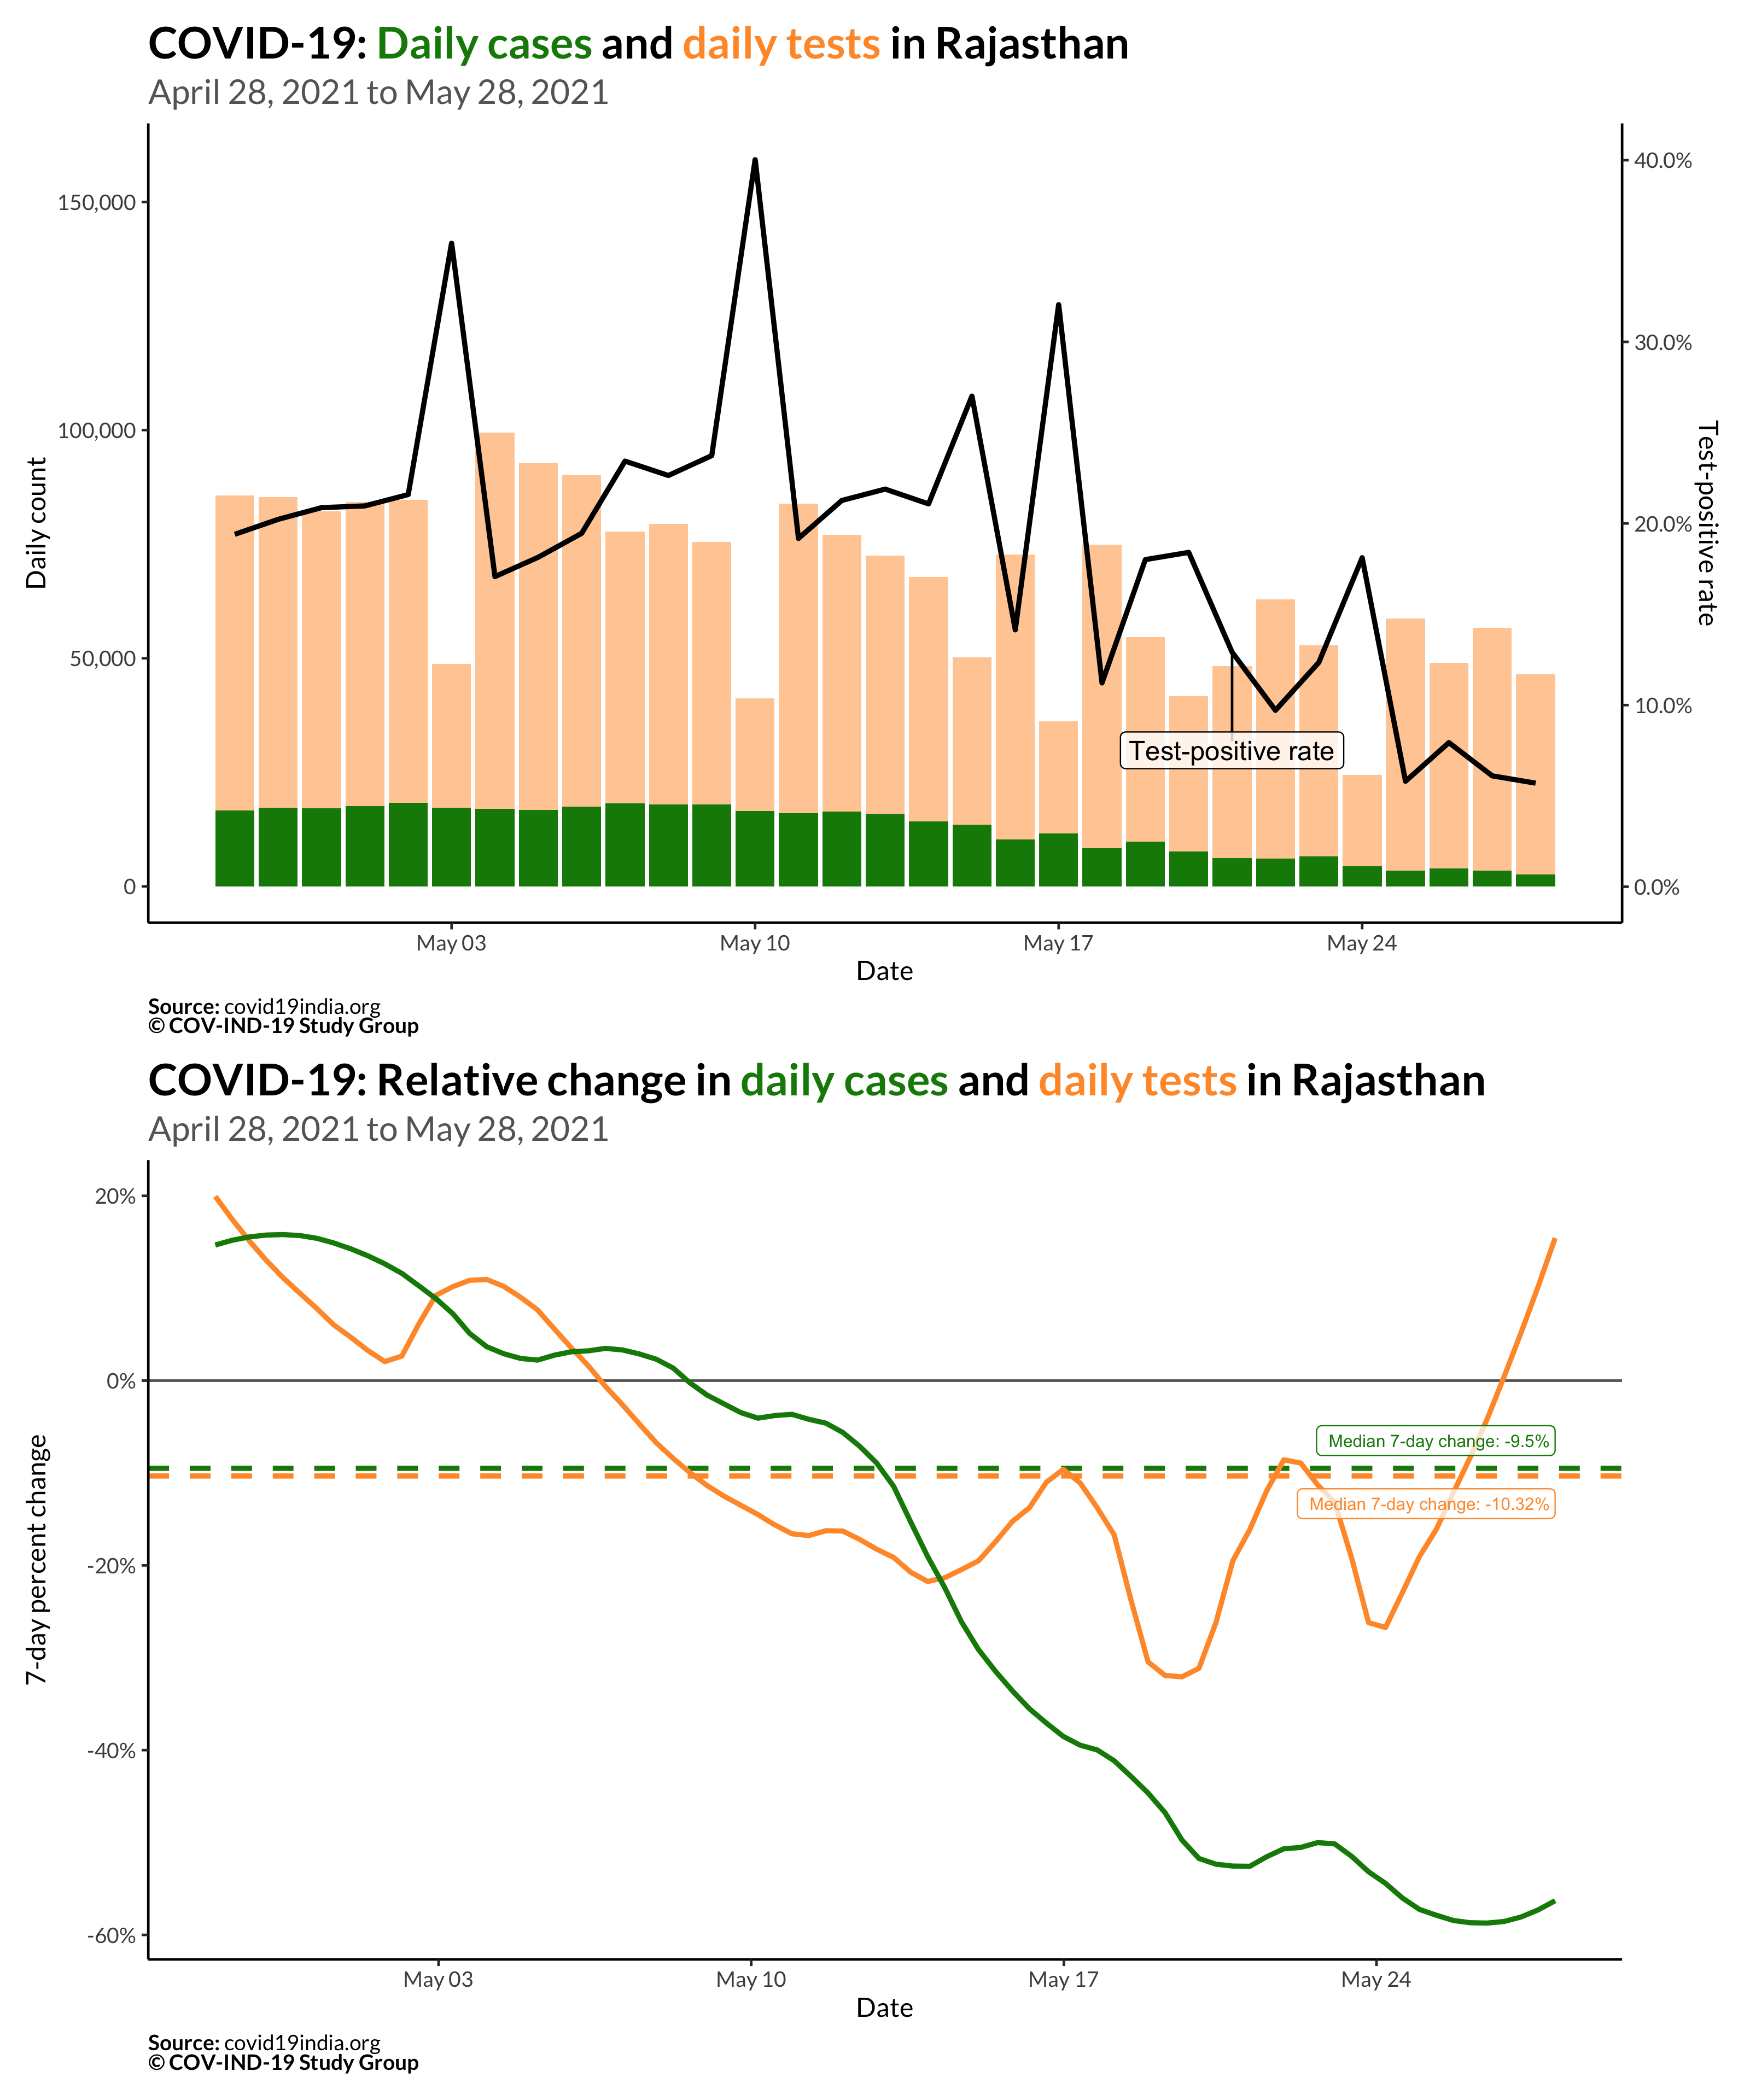 COVID-19: Daily cases and daily tests in Rajasthan
April 28, 2021 to May 28, 2021
150,000
100,000
50,000
0
Daily count
40.0%
30.0%
20.0%
10.0%
0.0%
Test-positive rate
Test-positive rate
May 03
May 10
May 17
May 24
Date
Source: covid19india.org
© COV-IND-19 Study Group
COVID-19: Relative change in daily cases and daily tests in Rajasthan
April 28, 2021 to May 28, 2021
20%
0%
-20%
-40%
-60%
7-day percent change
Median 7-day change: -9.5%
Median 7-day change: -10.32%
May 03
May 10
May 17
May 24
Date
Source: covid19india.org
© COV-IND-19 Study Group